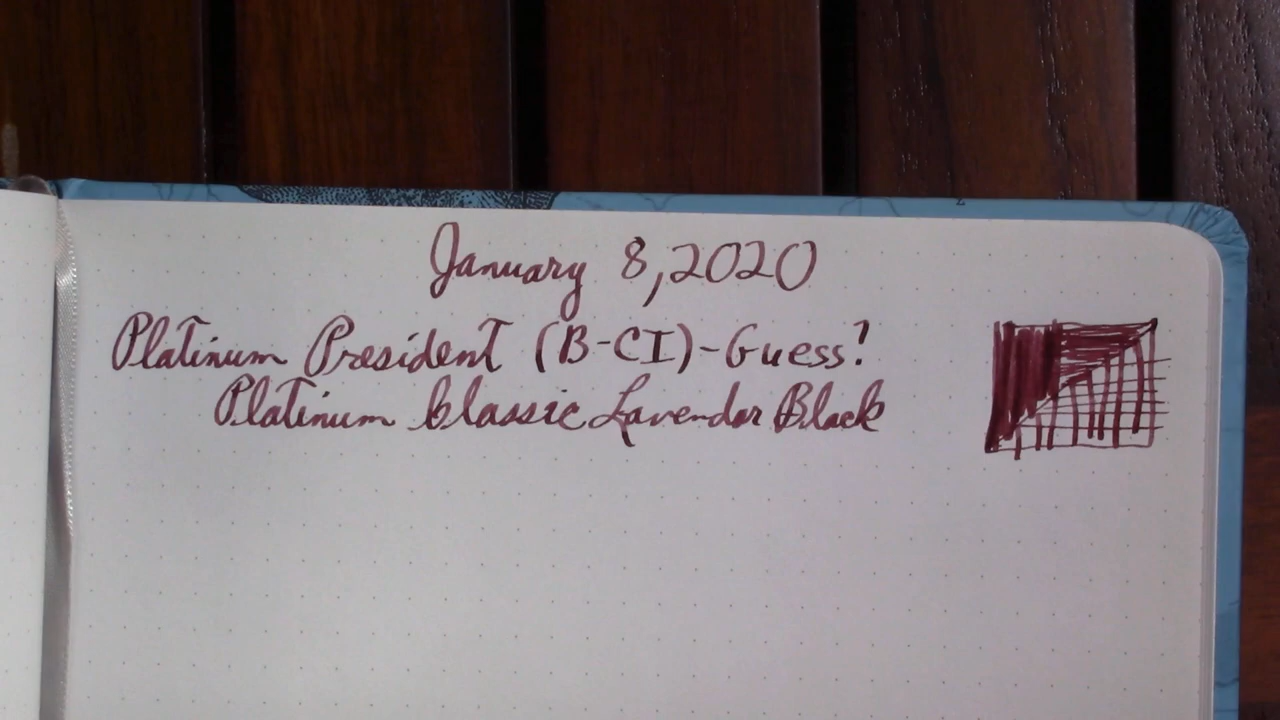 January 8, 2020
Platinum President (B-CI)-Guess!
Platinum Classic Lavender Black